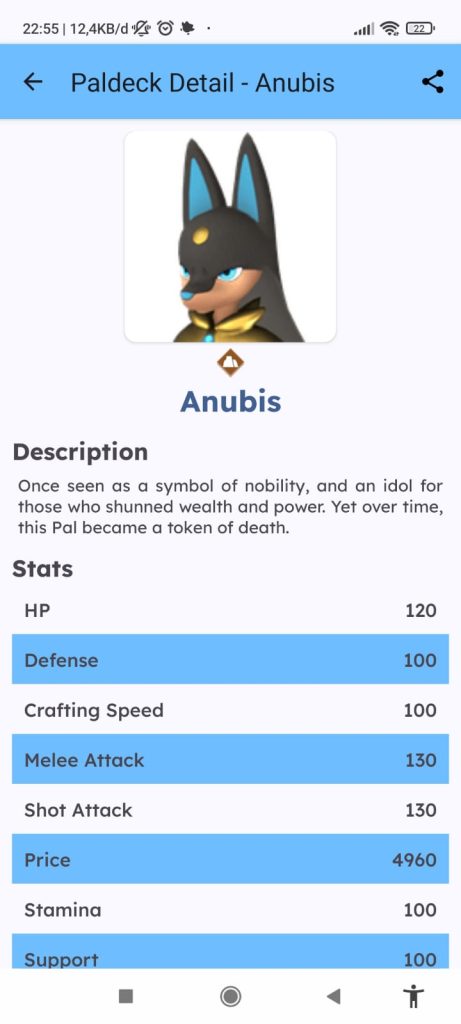 22:55 | 12,4KB/d
22
Paldeck Detail - Anubis
Anubis
Description
Once seen as a symbol of nobility, and an idol for
those who shunned wealth and power. Yet over time,
this Pal became a token of death.
Stats
HP 120
Defense 100
Crafting Speed 100
Melee Attack 130
Shot Attack 130
Price 4960
Stamina 100
Support 100